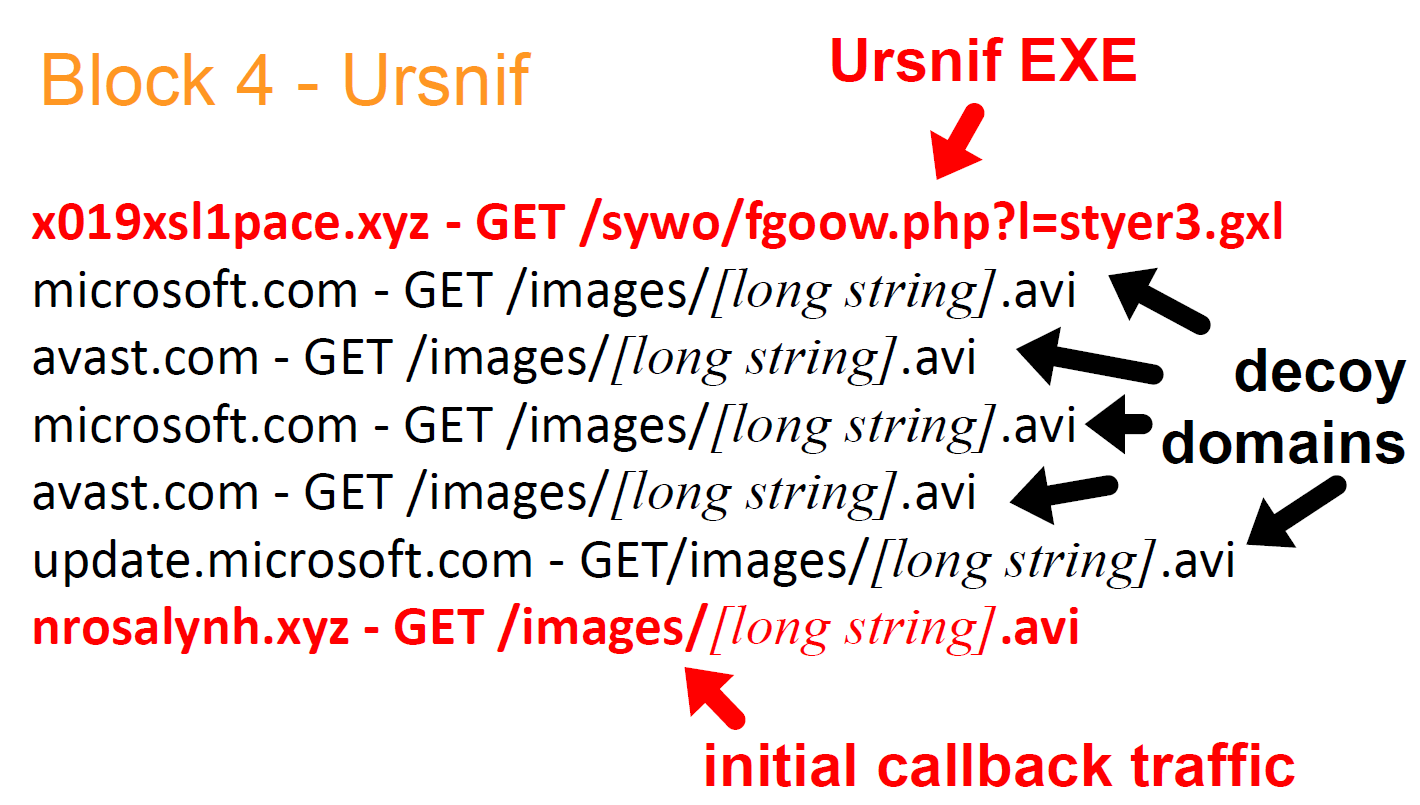 Block 4 - Ursnif
Ursnif EXE
x019xsl1pace.xyz - GET /sywo/fgoow.php?l=styer3.gxl
microsoft.com - GET /images/[long string].avi
avast.com - GET /images/[long string].avi
microsoft.com - GET /images/[long string].avi
avast.com - GET /images/[long string].avi
update.microsoft.com - GET/images/[long string].avi
nrosalynh.xyz - GET /images/[long string].avi
decoy
domains
initial callback traffic